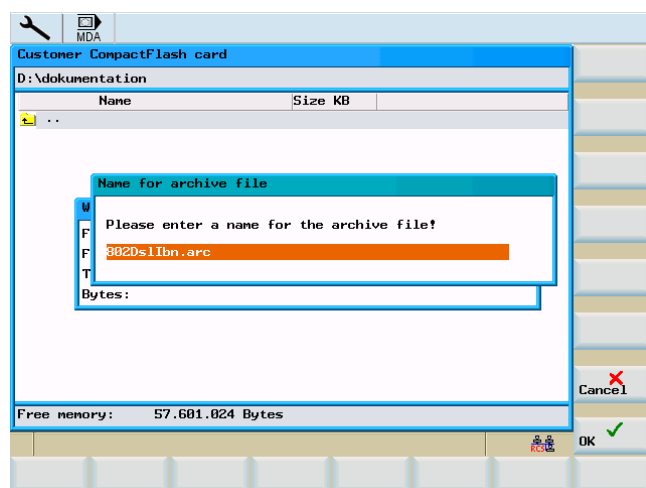 MDA
Customer CompactFlash card
D:\dokumentation
Name Size KB
..
Name for archive file
W
Please enter a name for the archive file!
F
F 802DslIbn.arc
T
Bytes:
Cancel
Free memory: 57.601.024 Bytes
RCS
OK